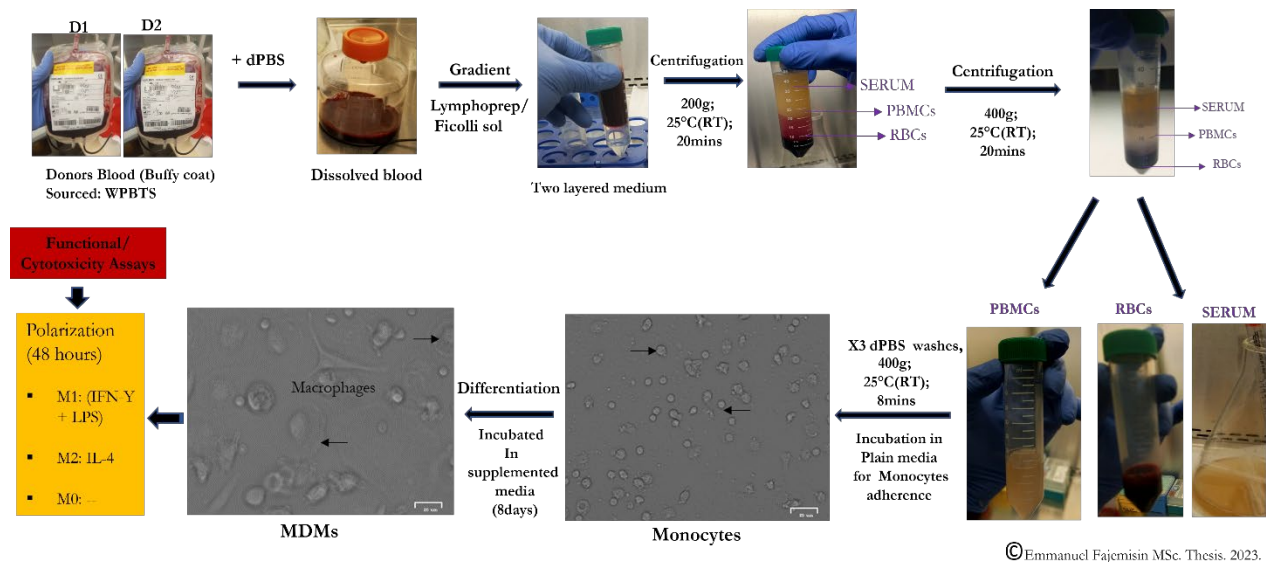 D1
D2
Donors Blood (Buffy coat)
Sourced: WPBTS
+ dPBS
Dissolved blood
Gradient
Lymphoprep/
Ficolli sol
Two layered medium
Centrifugation
200g;
25°C(RT);
20mins
SERUM
PBMCs
RBCs
Centrifugation
400g;
25°C(RT);
20mins
SERUM
PBMCs
RBCs
PBMCs
RBCs
SERUM
X3 dPBS washes,
400g;
25°C(RT);
8mins
Incubation in
Plain media
for Monocytes
adherence
Monocytes
Differentiation
Incubated
In
supplemented
media
(8days)
Macrophages
MDMs
Functional/
Cytotoxicity Assays
Polarization
(48 hours)
▪ M1: (IFN-Y
+ LPS)
▪ M2: IL-4
▪ M0: --
©Emmanuel Fajemisin MSc. Thesis. 2023.